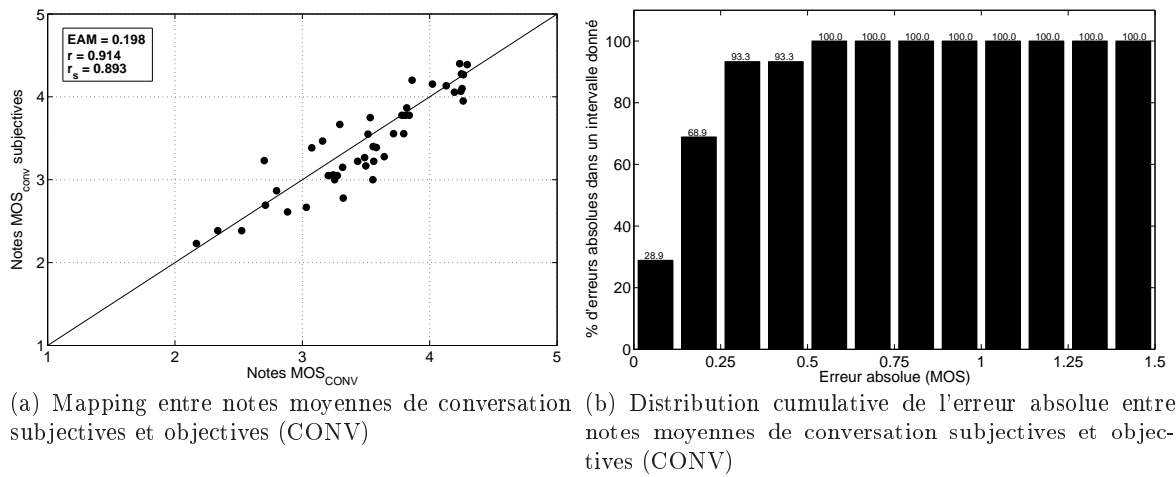 EAM = 0.198
r = 0.914
r_s = 0.893
Notes MOS_conv subjectives
5
4
3
2
1
1 2 3 4 5
Notes MOS_CONV
(a) Mapping entre notes moyennes de conversation
subjectives et objectives (CONV)
% d'erreurs absolues dans un intervalle donné
100
80
60
40
20
0
28.9 68.9 93.3 93.3 100.0 100.0 100.0 100.0 100.0 100.0 100.0 100.0
0 0.25 0.5 0.75 1 1.25 1.5
Erreur absolue (MOS)
(b) Distribution cumulative de l'erreur absolue entre
notes moyennes de conversation subjectives et objec-
tives (CONV)